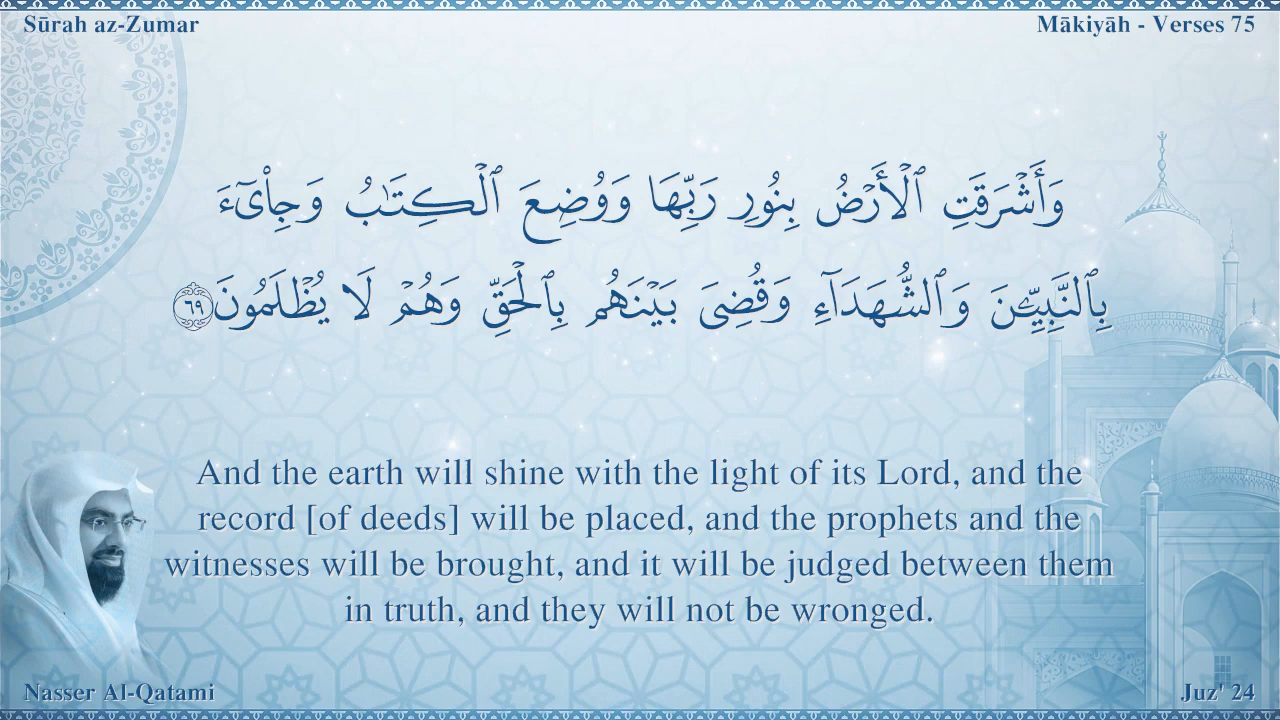 Sūrah az-Zumar
Mākiyāh - Verses 75
وَأَشْرَقَتِ ٱلْأَرْضُ بِنُورِ رَبِّهَا وَوُضِعَ ٱلْكِتَٰبُ وَجِا۟ىٓءَ
بِٱلنَّبِيِّـۧنَ وَٱلشُّهَدَآءِ وَقُضِىَ بَيْنَهُم بِٱلْحَقِّ وَهُمْ لَا يُظْلَمُونَ ٦٩
And the earth will shine with the light of its Lord, and the
record [of deeds] will be placed, and the prophets and the
witnesses will be brought, and it will be judged between them
in truth, and they will not be wronged.
Nasser Al-Qatami
Juz' 24